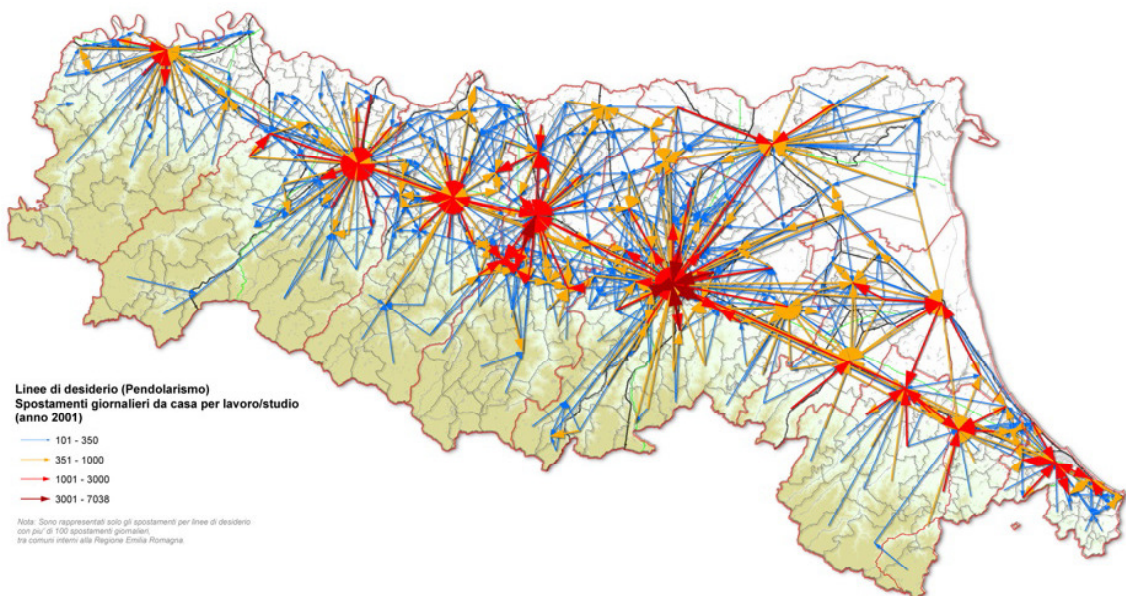 Linee di desiderio (Pendolarismo)
Spostamenti giornalieri da casa per lavoro/studio
(anno 2001)
101 - 350
351 - 1000
1001 - 3000
3001 - 7038
Nota: Sono rappresentati solo gli spostamenti per linee di desiderio
con piu' di 100 spostamenti giornalieri,
tra comuni interni alla Regione Emilia Romagna.